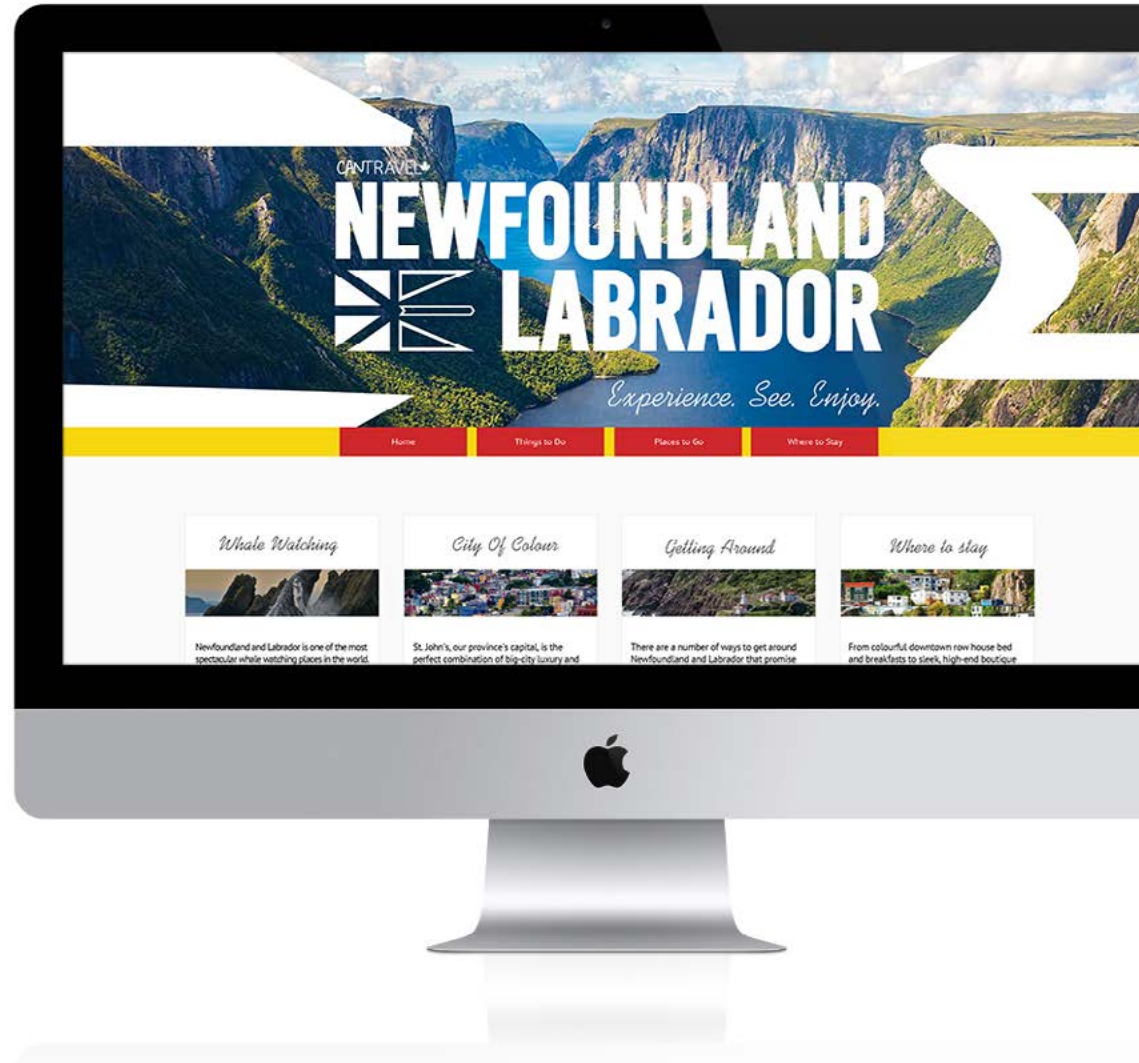 CANTRAVEL
NEWFOUNDLAND
LABRADOR
Experience. See. Enjoy.
Home
Things to Do
Places to Go
Where to Stay
Whale Watching
City Of Colour
Getting Around
Where to stay
Newfoundland and Labrador is one of the most
spectacular whale watching places in the world.
St. John's, our province's capital, is the
perfect combination of big-city luxury and
There are a number of ways to get around
Newfoundland and Labrador that promise
From colourful downtown row house bed
and breakfasts to sleek, high-end boutique